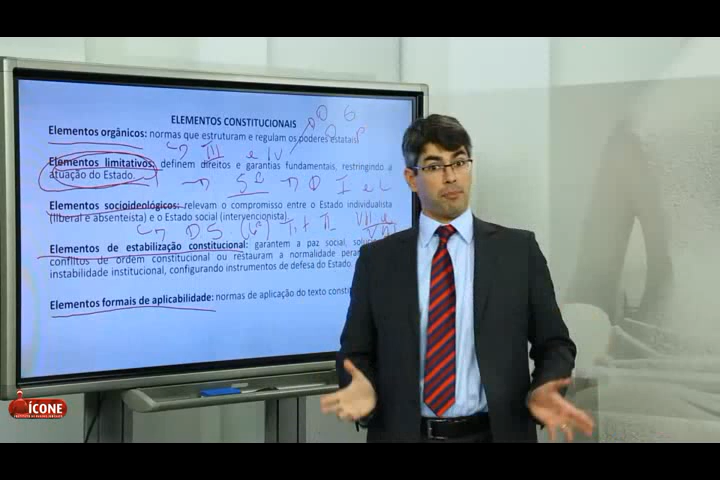 ELEMENTOS CONSTITUCIONAIS
Elementos orgânicos: normas que estruturam e regulam os poderes estatais
III e IV
Elementos limitativos: definem direitos e garantias fundamentais, restringindo a
atuação do Estado.
Elementos socioideológicos: relevam o compromisso entre o Estado individualista
(liberal e absenteísta) e o Estado social (intervencionista)
Elementos de estabilização constitucional: garantem a paz social,
conflitos de ordem constitucional ou restauram a normalidade
instabilidade institucional, configurando instrumentos de defesa do Estado.
Elementos formais de aplicabilidade: normas de aplicação do texto
ÍCONE